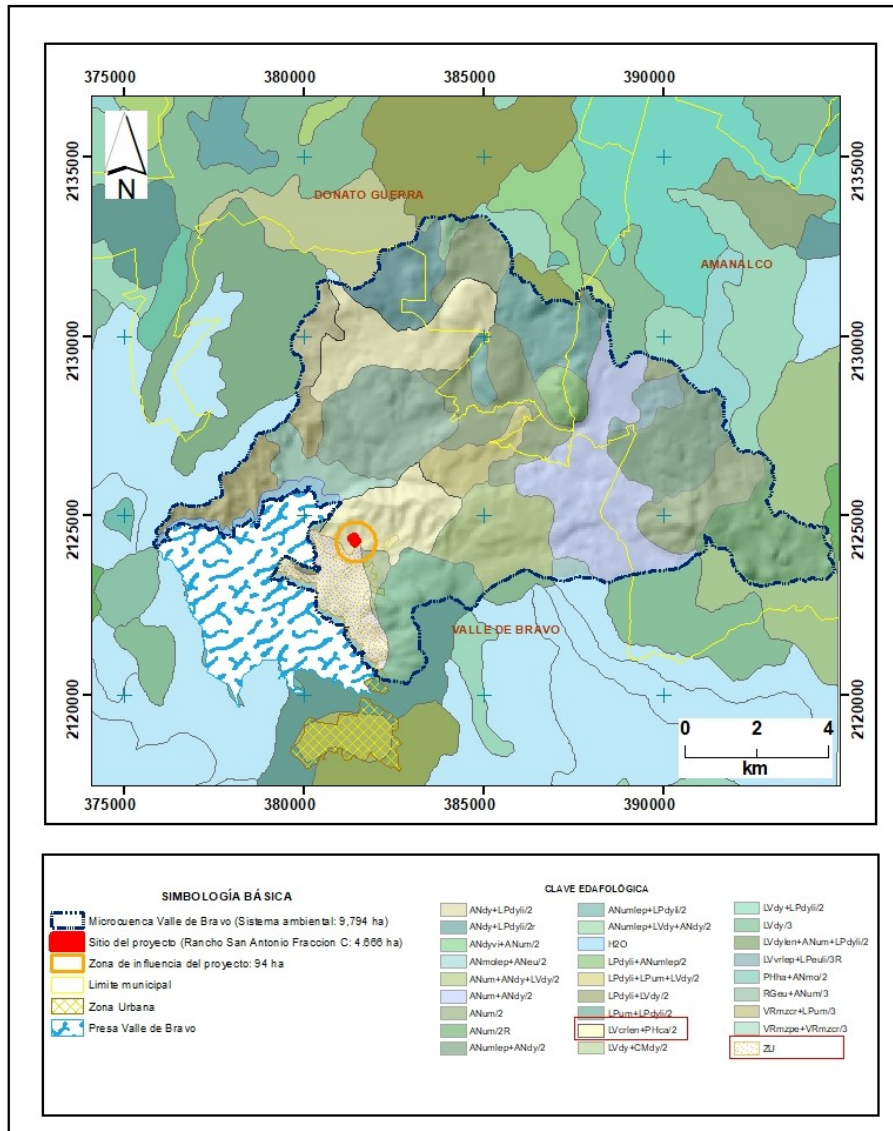 375000 380000 385000 390000
2135000 2135000
N
DONATO GUERRA
AMANALCO
2130000 2130000
2125000 2125000
VALLE DE BRAVO
2120000 2120000
0 2 4
km
375000 380000 385000 390000
SIMBOLOGÍA BÁSICA
Microcuenca Valle de Bravo (Sistema ambiental: 9,794 ha)
Sitio del proyecto (Rancho San Antonio Fraccion C: 4.666 ha)
Zona de influencia del proyecto: 94 ha
Limite municipal
Zona Urbana
Presa Valle de Bravo
CLAVE EDAFOLÓGICA
ANdy+LPdyli/2
ANdy+LPdyli/2r
ANdyvi+ANum/2
ANmolep+ANeu/2
ANum+ANdy+LVdy/2
ANum+ANdy/2
ANum/2
ANum/2R
ANumlep+ANdy/2
ANumlep+LPdyli/2
ANumlep+LVdy+ANdy/2
H2O
LPdyli+ANumlep/2
LPdyli+LPum+LVdy/2
LPdyli+LVdy/2
LPum+LPdyli/2
LVcrlen+PHca/2
LVdy+CMdy/2
LVdy+LPdyli/2
LVdy/3
LVdylen+ANum+LPdyli/2
LVvrlep+LPeuli/3R
PHha+ANmo/2
RGeu+ANum/3
VRmzcr+LPum/3
VRmzpe+VRmzcr/3
ZU